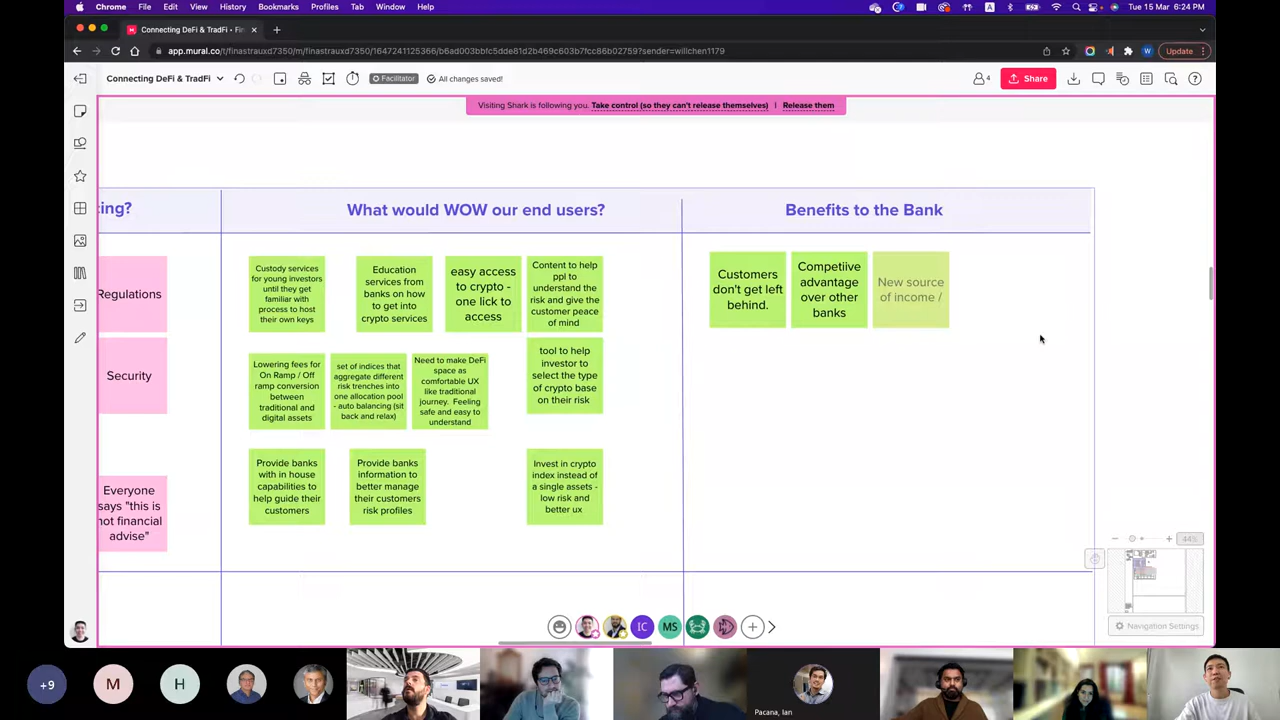 Chrome File Edit View History Bookmarks Profiles Tab Window Help
A
Tue 15 Mar 6:24 PM
Connecting DeFi & TradFi • Fin
app.mural.co/t/finastrauxd7350/m/finastrauxd7350/1647241125366/b6ad003bbfc5dde81d2b469c603b7fcc86b02759?sender=willchen1179
W
Update
Connecting DeFi & TradFi
Facilitator
All changes saved!
4
Share
Visiting Shark is following you. Take control (so they can't release themselves) | Release them
ing?
What would WOW our end users?
Benefits to the Bank
Regulations
Security
Everyone
says "this is
not financial
advise"
Custody services
for young investors
until they get
familiar with
process to host
their own keys
Education
services from
banks on how
to get into
crypto services
easy access
to crypto -
one lick to
access
Content to help
ppl to
understand the
risk and give the
customer peace
of mind
Lowering fees for
On Ramp / Off
ramp conversion
between
traditional and
digital assets
set of indices that
aggregate different
risk trenches into
one allocation pool
- auto balancing (sit
back and relax)
Need to make DeFi
space as
comfortable UX
like traditional
journey. Feeling
safe and easy to
understand
tool to help
investor to
select the type
of crypto base
on their risk
Provide banks
with in house
capabilities to
help guide their
customers
Provide banks
information to
better manage
their customers
risk profiles
Invest in crypto
index instead of
a single assets -
low risk and
better ux
Customers
don't get left
behind.
Competiive
advantage
over other
banks
New source
of income /
44%
Navigation Settings
IC
MS
+9
M
H
Pacana, Ian